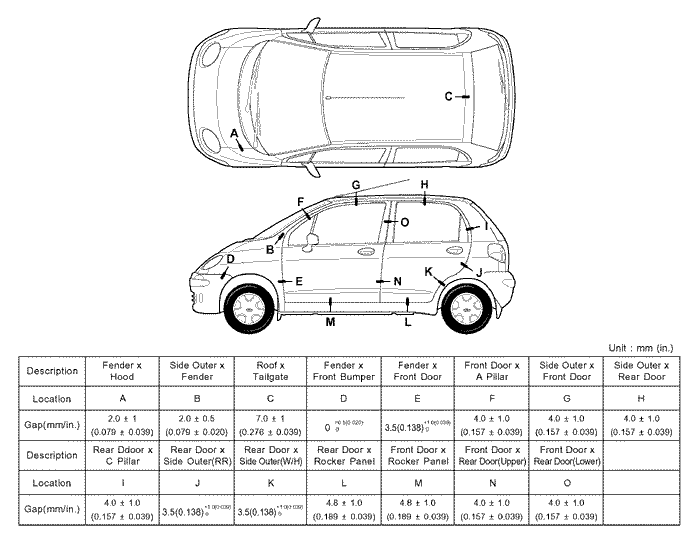 C
A
G
H
F
O
I
B
D
E
N
K
J
M
L
Unit : mm (in.)
Description Fender x Hood Side Outer x Fender Roof x Tailgate Fender x Front Bumper Fender x Front Door Front Door x A Pillar Side Outer x Front Door Side Outer x Rear Door
Location A B C D E F G H
Gap(mm/in.) 2.0 ± 1 (0.079 ± 0.039) 2.0 ± 0.5 (0.079 ± 0.020) 7.0 ± 1 (0.276 ± 0.039) 0 +0.5(0.020) 0 3.5(0.138) +1.0(0.039) 0 4.0 ± 1.0 (0.157 ± 0.039) 4.0 ± 1.0 (0.157 ± 0.039) 4.0 ± 1.0 (0.157 ± 0.039)
Description Rear Ddoor x C Pillar Rear Door x Side Outer(RR) Rear Door x Side Outer(W/H) Rear Door x Rocker Panel Front Door x Rocker Panel Front Door x Rear Door(Upper) Front Door x Rear Door(Lower)
Location I J K L M N O
Gap(mm/in.) 4.0 ± 1.0 (0.157 ± 0.039) 3.5(0.138) +1.0(0.039) 0 3.5(0.138) +1.0(0.039) 0 4.8 ± 1.0 (0.189 ± 0.039) 4.8 ± 1.0 (0.189 ± 0.039) 4.0 ± 1.0 (0.157 ± 0.039) 4.0 ± 1.0 (0.157 ± 0.039)